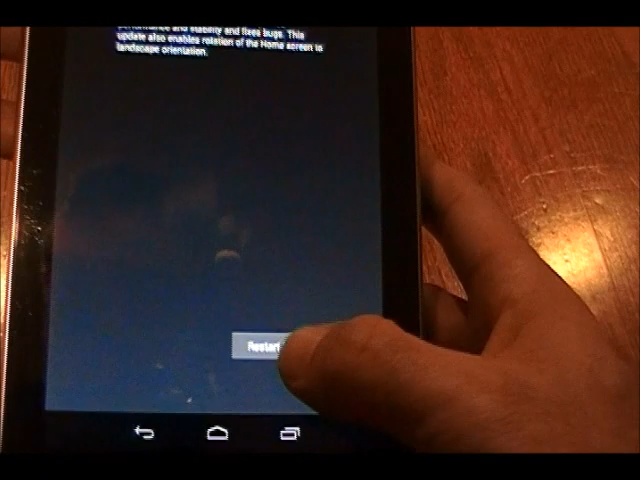 performance and stability and fixes bugs. This
update also enables rotation of the Home screen in
landscape orientation.
Restart